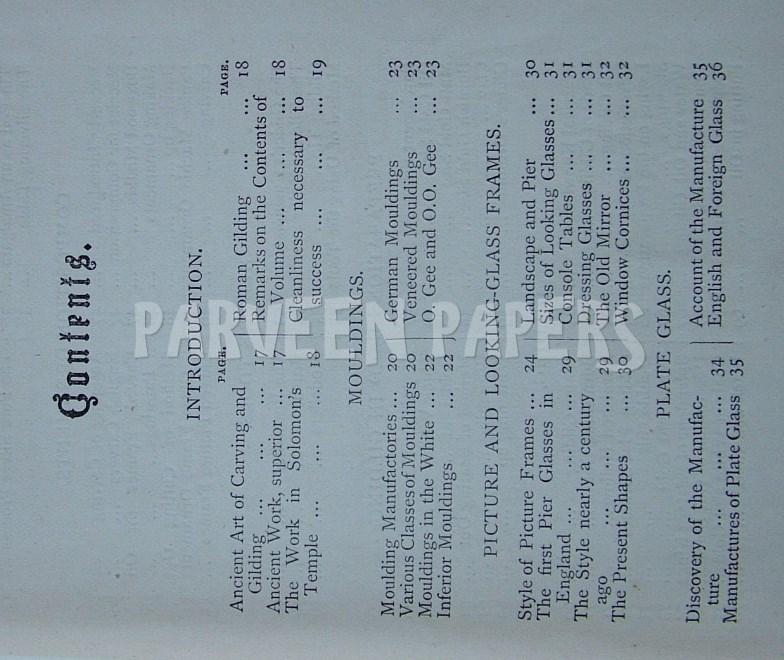 Contents.
INTRODUCTION.
PAGE.
Ancient Art of Carving and
Gilding ... ... ... 17
Ancient Work, superior ... 17
The Work in Solomon's
Temple ... ... ... 18
PAGE.
Roman Gilding ... ... 18
Remarks on the Contents of
Volume ... ... ... 18
Cleanliness necessary to
success ... ... ... 19
MOULDINGS.
Moulding Manufactories ... 20
Various Classes of Mouldings 20
Mouldings in the White ... 22
Inferior Mouldings ... 22
German Mouldings ... 23
Veneered Mouldings ... 23
O. Gee and O.O. Gee ... 23
PICTURE AND LOOKING-GLASS FRAMES.
Style of Picture Frames ... 24
The first Pier Glasses in
England ... ... ... 29
The Style nearly a century
ago ... ... ... 29
The Present Shapes ... 30
Landscape and Pier ... 30
Sizes of Looking Glasses ... 31
Console Tables ... ... 31
Dressing Glasses ... ... 31
The Old Mirror ... ... 32
Window Cornices ... ... 32
PLATE GLASS.
Discovery of the Manufac-
ture ... ... ... 34
Manufactures of Plate Glass 35
Account of the Manufacture 35
English and Foreign Glass 36
PARVEEN PAPERS